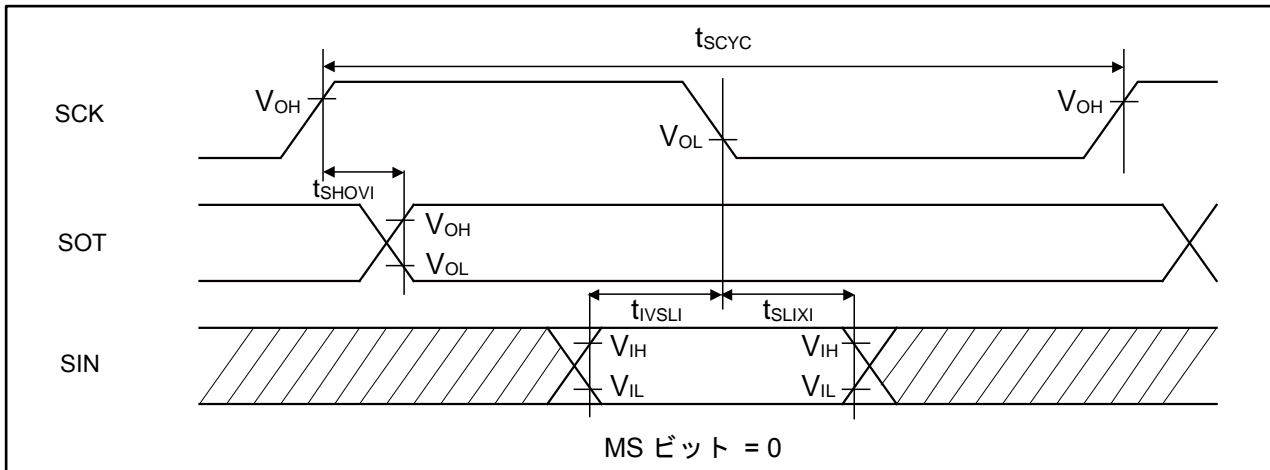 tSCYC
SCK
VOH
VOL
VOH
tSHOVI
SOT
VOH
VOL
tIVSLI
tSLIXI
SIN
VIH
VIL
VIH
VIL
MS ビット = 0